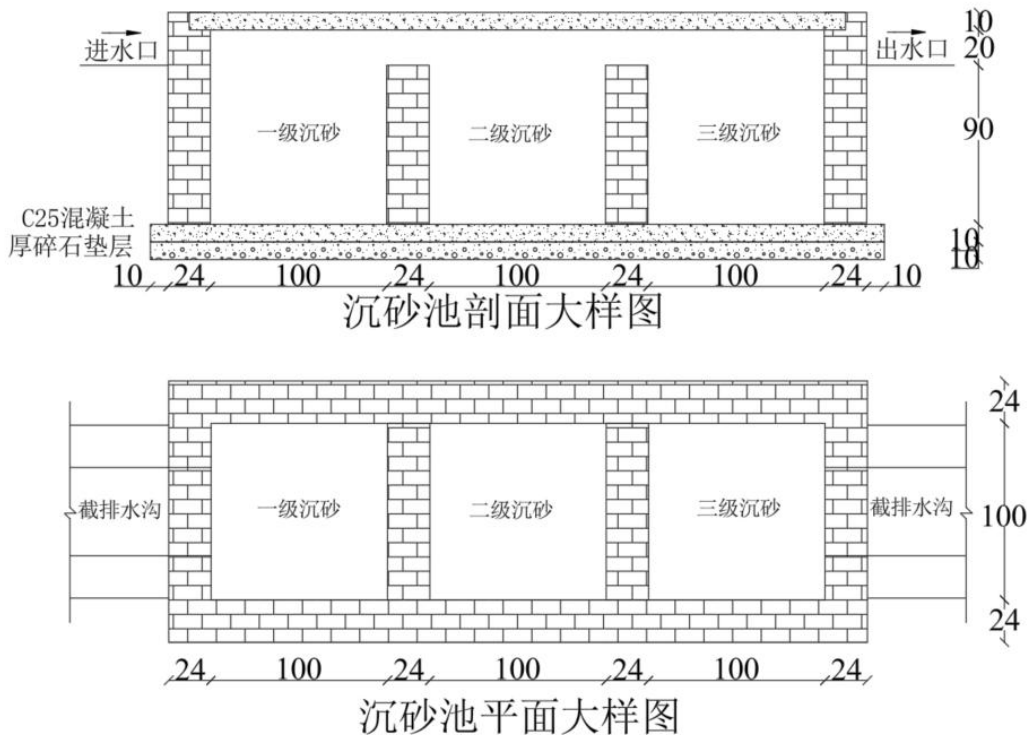 10
进水口
出水口
20
一级沉砂
二级沉砂
三级沉砂
90
C25混凝土
厚碎石垫层
10
10
10 24 100 24 100 24 100 24 10
沉砂池剖面大样图
24
截排水沟
一级沉砂
二级沉砂
三级沉砂
截排水沟
100
24
24 100 24 100 24 100 24
沉砂池平面大样图